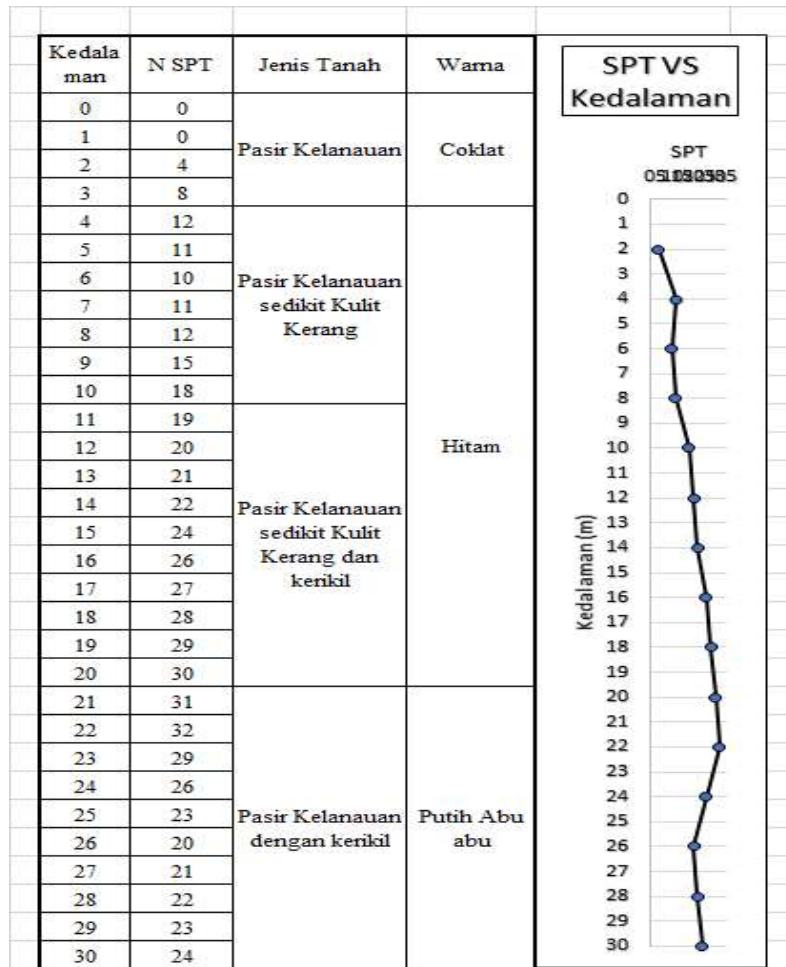 Kedala
man
N SPT
Jenis Tanah
Warna
0 0
1 0
2 4
3 8
Pasir Kelanauan
Coklat
4 12
5 11
6 10
7 11
8 12
9 15
10 18
Pasir Kelanauan
sedikit Kulit
Kerang
11 19
12 20
13 21
14 22
15 24
16 26
17 27
18 28
19 29
20 30
Pasir Kelanauan
sedikit Kulit
Kerang dan
kerikil
Hitam
21 31
22 32
23 29
24 26
25 23
26 20
27 21
28 22
29 23
30 24
Pasir Kelanauan
dengan kerikil
Putih Abu
abu
SPT VS
Kedalaman
SPT
Kedalaman (m)
0
1
2
3
4
5
6
7
8
9
10
11
12
13
14
15
16
17
18
19
20
21
22
23
24
25
26
27
28
29
30